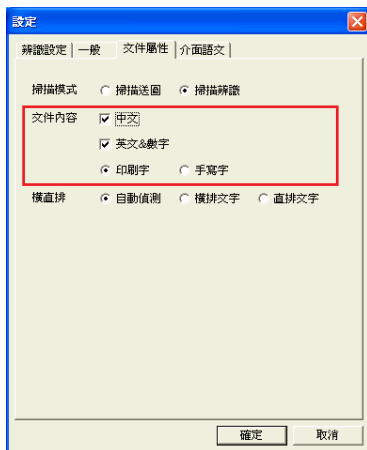 設定
辨識設定 一般 文件屬性 介面語文
掃描模式 掃描送圖 掃描辨識
文件內容 中文
英文&數字
印刷字 手寫字
橫直排 自動偵測 橫排文字 直排文字
確定 取消